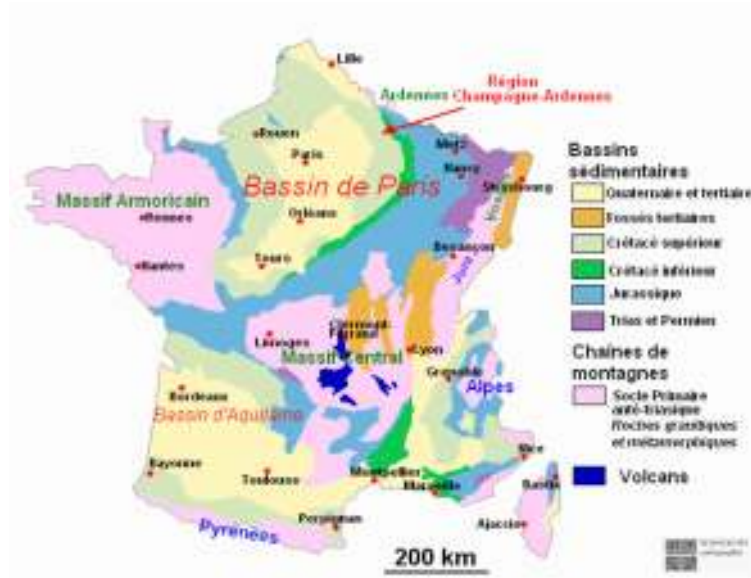 Lille
Région
Ardennes Champagne-Ardennes
Rouen
Metz
Paris
Nancy
Strasbourg
Bassin de Paris
Massif Armoricain
Rennes
Orléans
Nantes
Tours
Besançon
Jura
Vosges
Clermont-
Ferrand
Limoges
Massif Central
Lyon
Grenoble
Alpes
Bordeaux
Bassin d'Aquitaine
Bayonne
Toulouse
Montpellier
Marseille
Nice
Bastia
Perpignan
Ajaccio
Pyrénées
200 km
Bassins
sédimentaires
Quaternaire et tertiaire
Fossés tertiaires
Crétacé supérieur
Crétacé inférieur
Jurassique
Trias et Permien
Chaînes de
montagnes
Socle Primaire
anté-triasique
Roches granitiques
et métamorphiques
Volcans